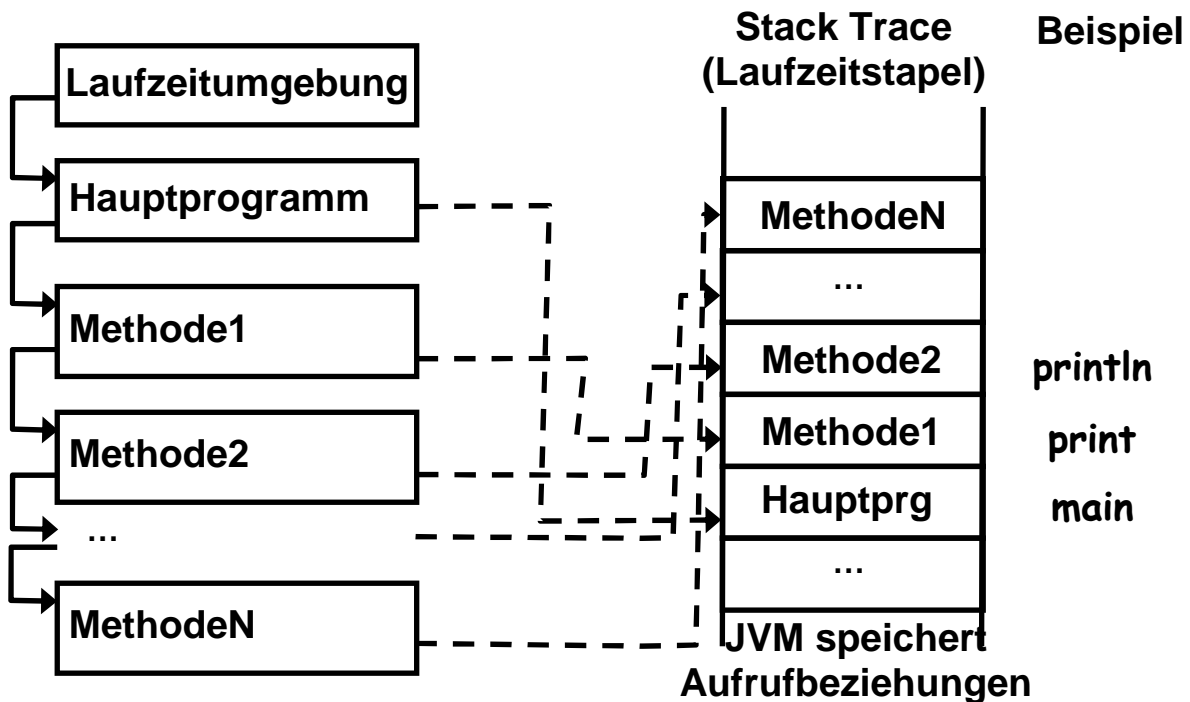 Stack Trace
(Laufzeitstapel)
Beispiel
Laufzeitumgebung
Hauptprogramm
Methode1
Methode2
...
MethodeN
MethodeN
...
Methode2
println
Methode1
print
Hauptprg
main
...
JVM speichert
Aufrufbeziehungen